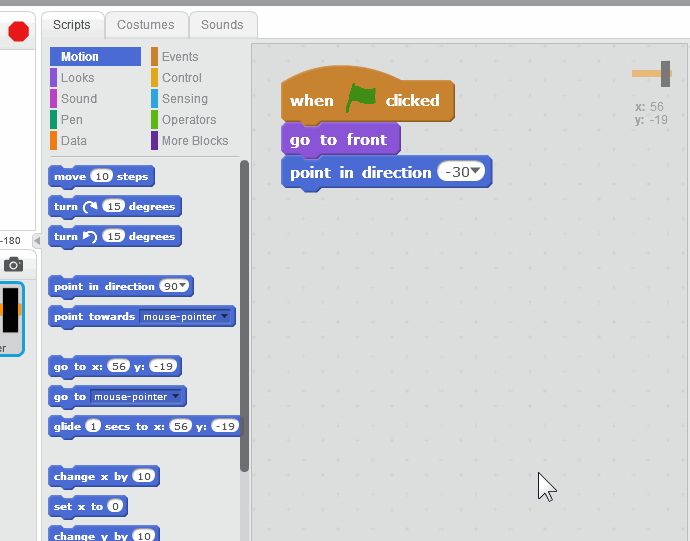 Scripts Costumes Sounds
Motion Events
Looks Control
Sound Sensing
Pen Operators
Data More Blocks
move 10 steps
turn 15 degrees
turn 15 degrees
point in direction 90
point towards mouse-pointer
go to x: 56 y: -19
go to mouse-pointer
glide 1 secs to x: 56 y: -19
change x by 10
set x to 0
change y by 10
when clicked
go to front
point in direction -30
x: 56
y: -19
-180
er